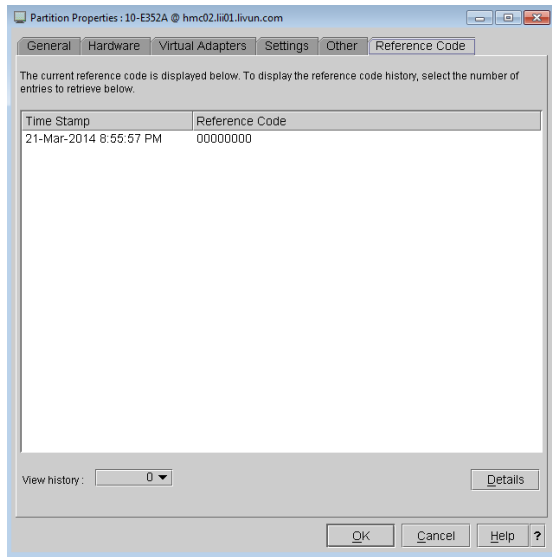 Partition Properties : 10-E352A @ hmc02.lii01.livun.com
General Hardware Virtual Adapters Settings Other Reference Code
The current reference code is displayed below. To display the reference code history, select the number of
entries to retrieve below.
Time Stamp Reference Code
21-Mar-2014 8:55:57 PM 00000000
View history : 0
Details
OK Cancel Help ?